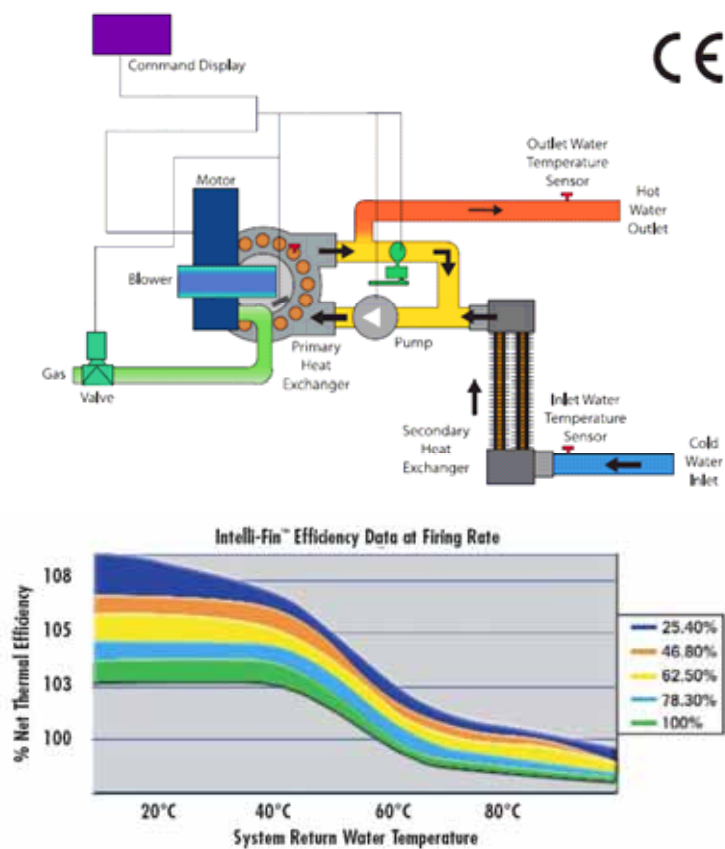 Command Display
CE
Outlet Water
Temperature
Sensor
Hot
Water
Outlet
Motor
Blower
Primary
Heat
Exchanger
Pump
Gas
Valve
Secondary
Heat
Exchanger
Inlet Water
Temperature
Sensor
Cold
Water
Inlet
Intelli-Fin™ Efficiency Data at Firing Rate
% Net Thermal Efficiency
108
105
103
100
25.40%
46.80%
62.50%
78.30%
100%
20°C
40°C
60°C
80°C
System Return Water Temperature